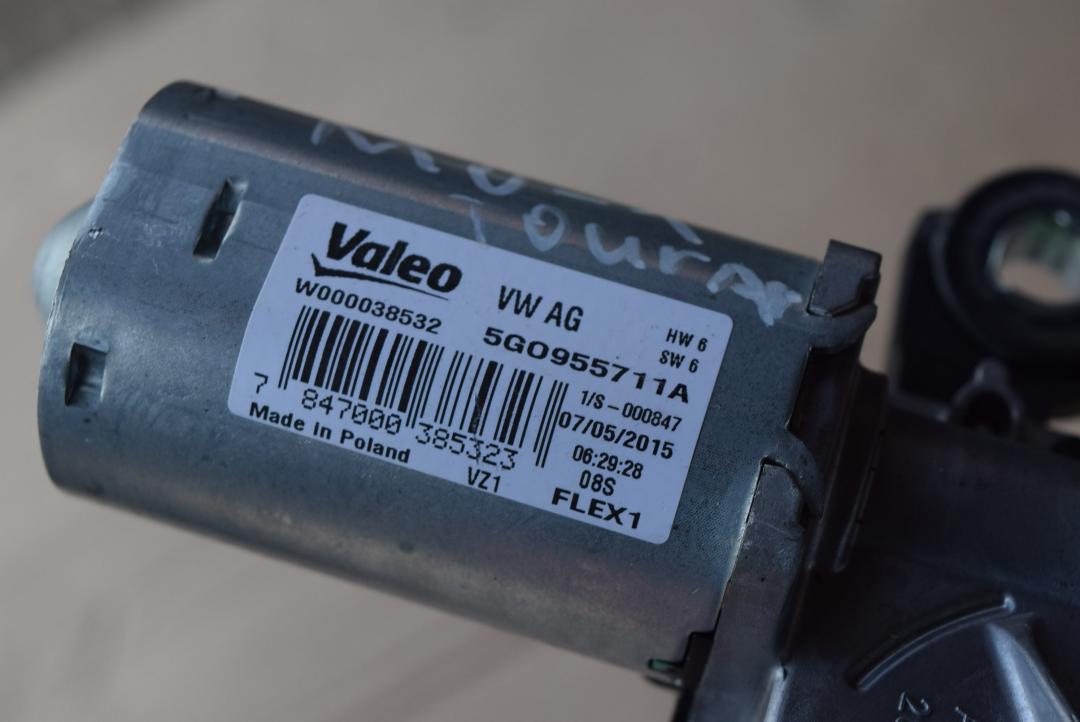 Touran
Valeo
VW AG
HW 6
W000038532
5G0955711A
SW 6
1/S-000847
7 847000 385323
07/05/2015
Made in Poland
06:29:28
VZ1
08S
FLEX1